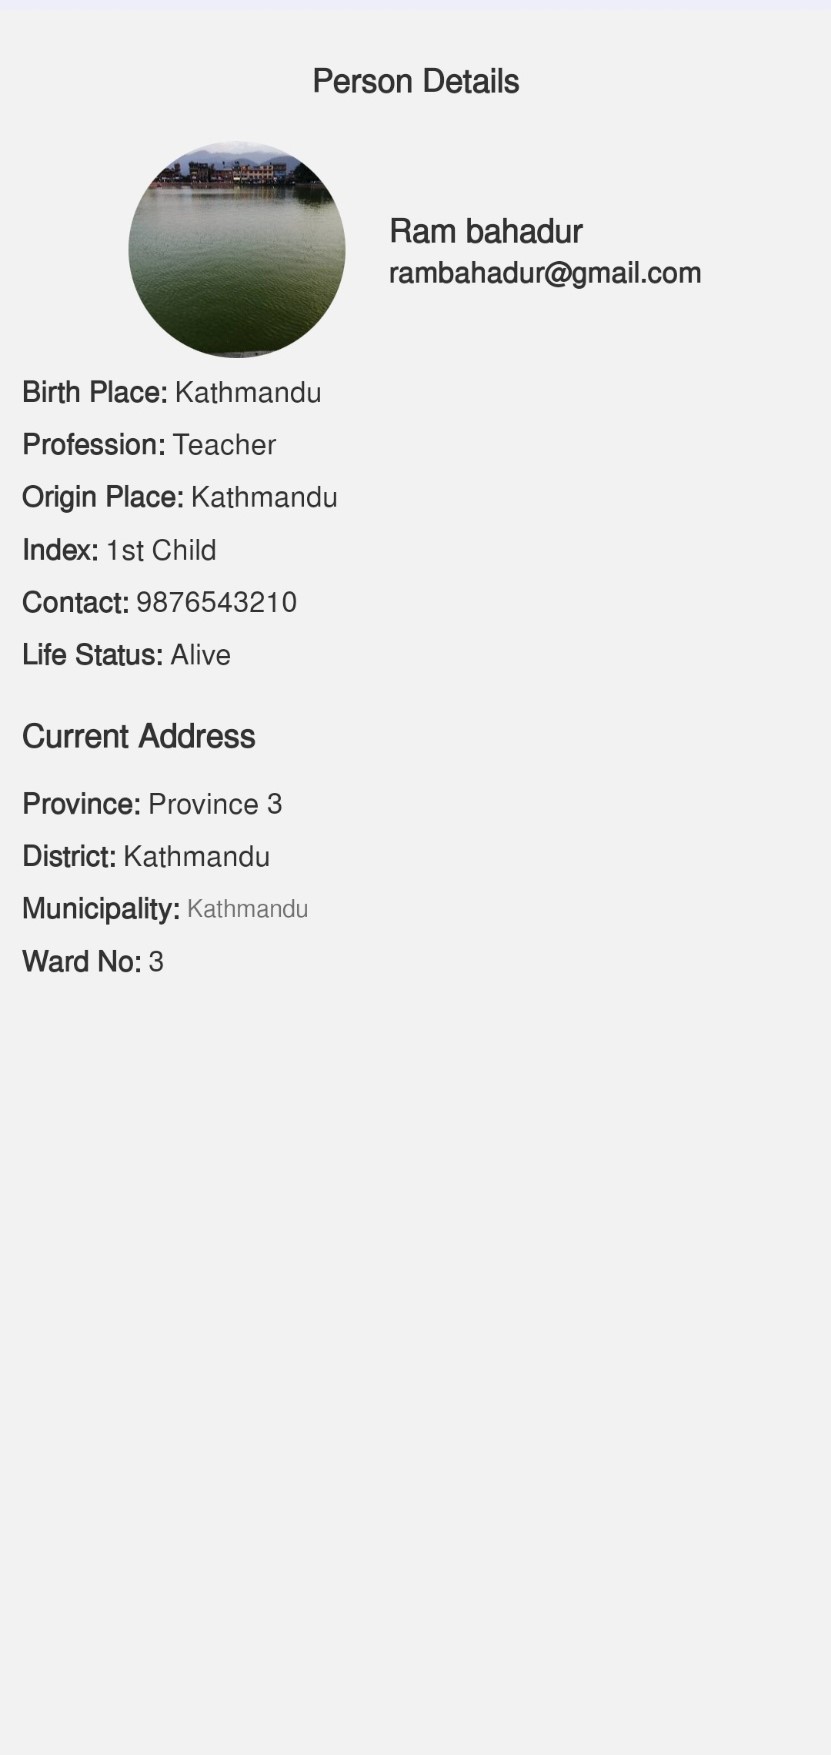 Person Details
Ram bahadur
rambahadur@gmail.com
Birth Place: Kathmandu
Profession: Teacher
Origin Place: Kathmandu
Index: 1st Child
Contact: 9876543210
Life Status: Alive
Current Address
Province: Province 3
District: Kathmandu
Municipality: Kathmandu
Ward No: 3